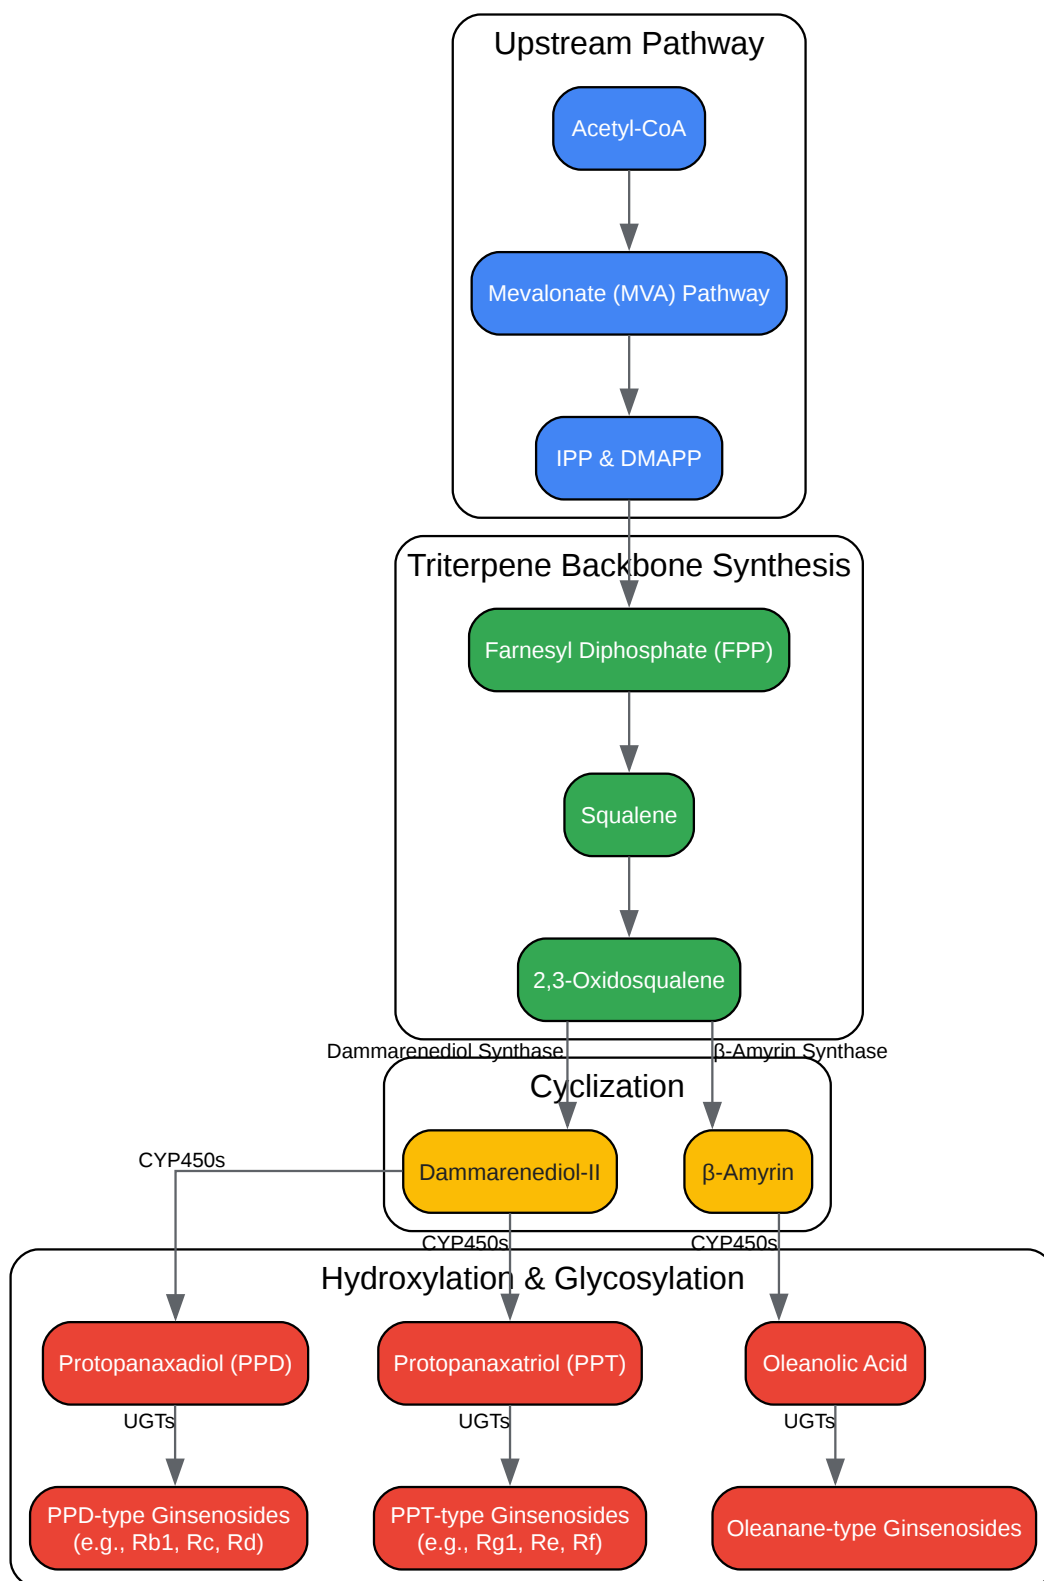 Upstream Pathway
Acetyl-CoA
Mevalonate (MVA) Pathway
IPP & DMAPP
Triterpene Backbone Synthesis
Farnesyl Diphosphate (FPP)
Squalene
2,3-Oxidosqualene
Dammarenediol Synthase
β-Amyrin Synthase
Cyclization
Dammarenediol-II
β-Amyrin
CYP450s
CYP450s
CYP450s
Hydroxylation & Glycosylation
Protopanaxadiol (PPD)
Protopanaxatriol (PPT)
Oleanolic Acid
UGTs
UGTs
UGTs
PPD-type Ginsenosides
(e.g., Rb1, Rc, Rd)
PPT-type Ginsenosides
(e.g., Rg1, Re, Rf)
Oleanane-type Ginsenosides